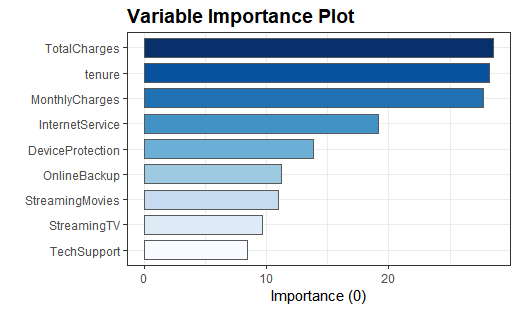 Variable Importance Plot
TotalCharges
tenure
MonthlyCharges
InternetService
DeviceProtection
OnlineBackup
StreamingMovies
StreamingTV
TechSupport
0 10 20
Importance (0)